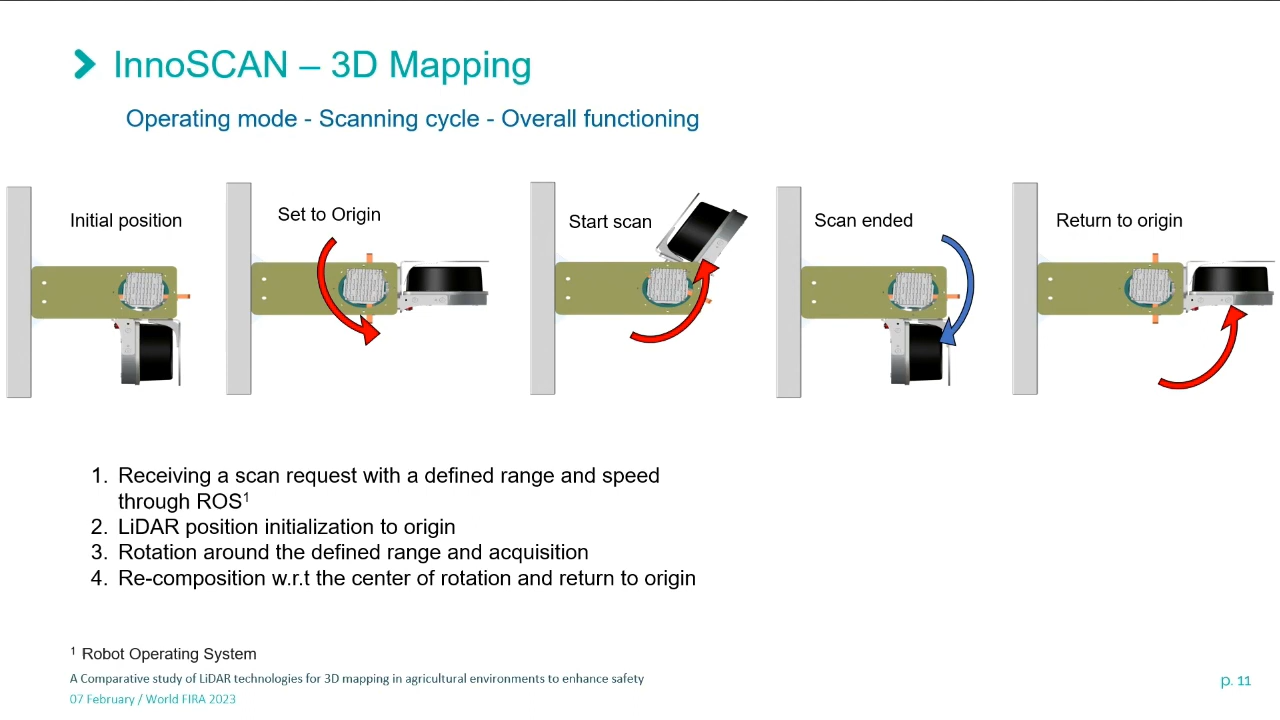 InnoSCAN – 3D Mapping
Operating mode - Scanning cycle - Overall functioning
Initial position
Set to Origin
Start scan
Scan ended
Return to origin
1. Receiving a scan request with a defined range and speed
through ROS¹
2. LiDAR position initialization to origin
3. Rotation around the defined range and acquisition
4. Re-composition w.r.t the center of rotation and return to origin
¹ Robot Operating System
A Comparative study of LiDAR technologies for 3D mapping in agricultural environments to enhance safety
07 February / World FIRA 2023
p. 11